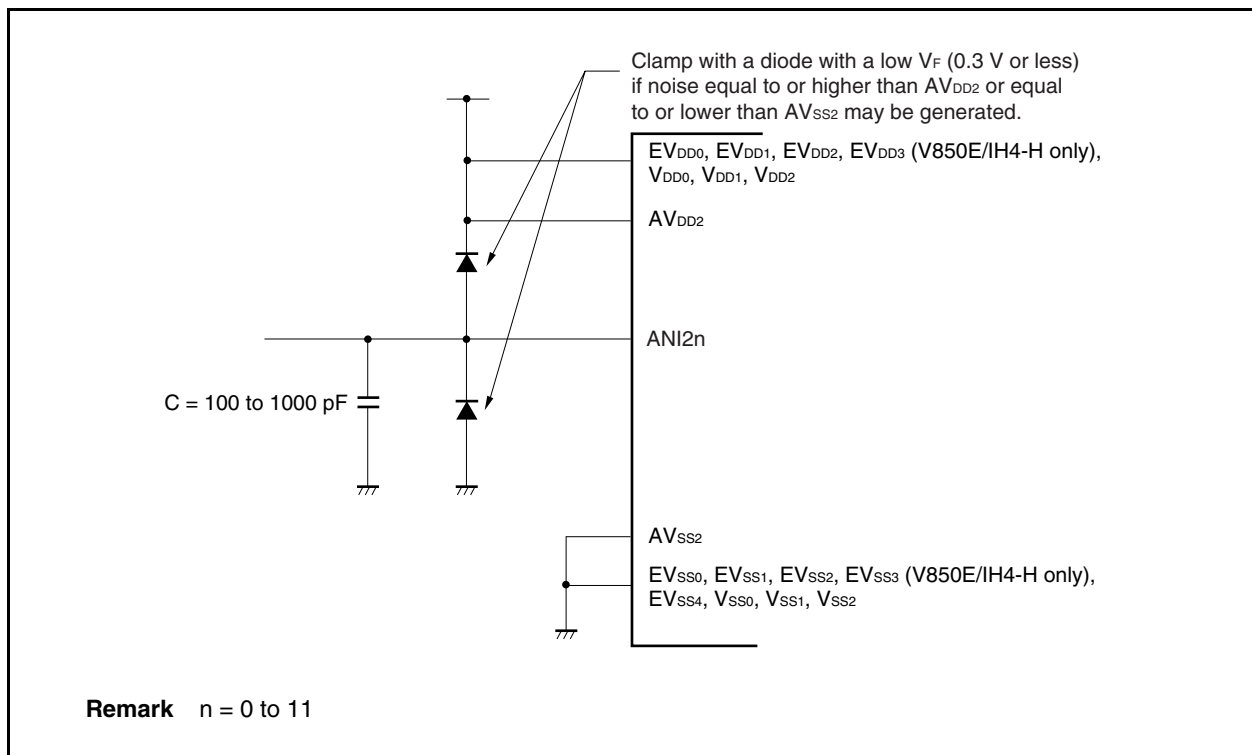 Clamp with a diode with a low VF (0.3 V or less)
if noise equal to or higher than AVDD2 or equal
to or lower than AVSS2 may be generated.
EVDD0, EVDD1, EVDD2, EVDD3 (V850E/IH4-H only),
VDD0, VDD1, VDD2
AVDD2
ANI2n
C = 100 to 1000 pF
AVSS2
EVSS0, EVSS1, EVSS2, EVSS3 (V850E/IH4-H only),
EVSS4, VSS0, VSS1, VSS2
Remark n = 0 to 11